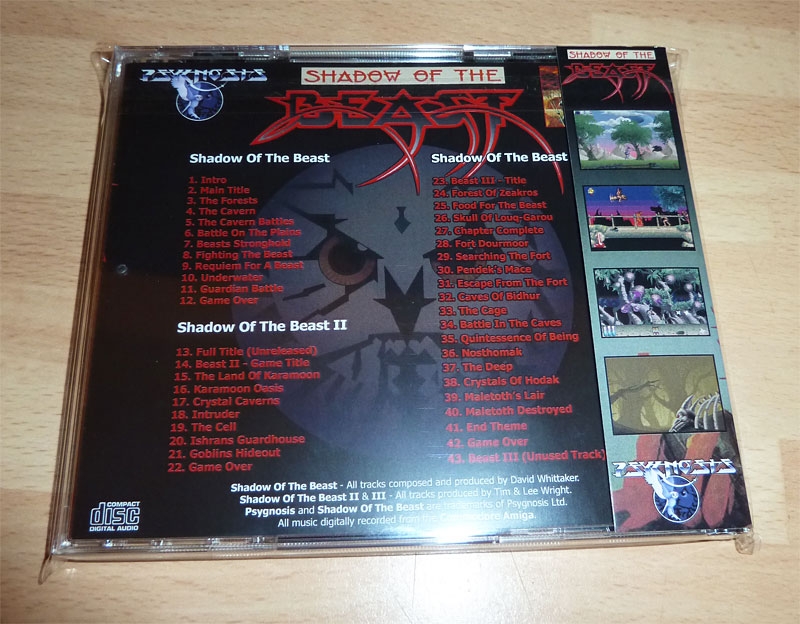 PSYGNOSIS
SHADOW OF THE
BEAST
Shadow Of The Beast
1. Intro
2. Main Title
3. The Forests
4. The Cavern
5. The Cavern Battles
6. Battle On The Plains
7. Beasts Stronghold
8. Fighting The Beast
9. Requiem For A Beast
10. Underwater
11. Guardian Battle
12. Game Over
Shadow Of The Beast II
13. Full Title (Unreleased)
14. Beast II - Game Title
15. The Land Of Karamoon
16. Karamoon Oasis
17. Crystal Caverns
18. Intruder
19. The Cell
20. Ishrans Guardhouse
21. Goblins Hideout
22. Game Over
Shadow Of The Beast
23. Beast III - Title
24. Forest Of Zeakros
25. Food For The Beast
26. Skull Of Louq-Garou
27. Chapter Complete
28. Fort Dourmoor
29. Searching The Fort
30. Pendek's Mace
31. Escape From The Fort
32. Caves Of Bidhur
33. The Cage
34. Battle In The Caves
35. Quintessence Of Being
36. Nosthomak
37. The Deep
38. Crystals Of Hodak
39. Maletoth's Lair
40. Maletoth Destroyed
41. End Theme
42. Game Over
43. Beast III (Unused Track)
Shadow Of The Beast - All tracks composed and produced by David Whittaker.
Shadow Of The Beast II & III - All tracks produced by Tim & Lee Wright.
Psygnosis and Shadow Of The Beast are trademarks of Psygnosis Ltd.
All music digitally recorded from the Amiga.
COMPACT
disc
DIGITAL AUDIO
SHADOW OF THE
BEAST
PSYGNOSIS